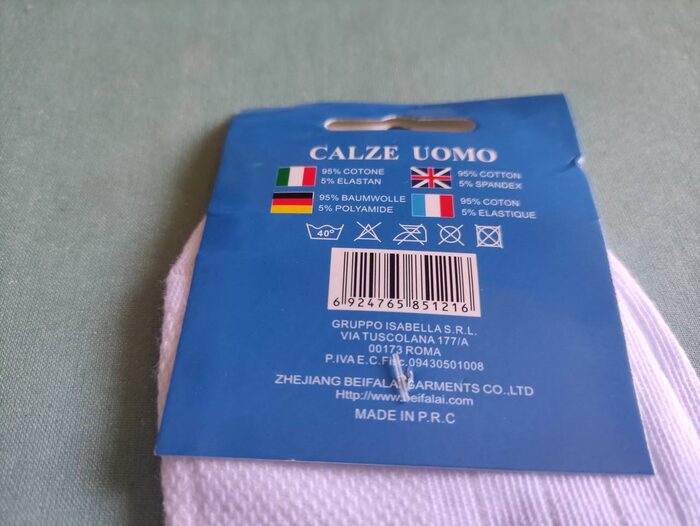 CALZE UOMO
95% COTONE
5% ELASTAN
95% COTTON
5% SPANDEX
95% BAUMWOLLE
5% POLYAMIDE
95% COTON
5% ELASTIQUE
40°
6 924765 851216
GRUPPO ISABELLA S.R.L.
VIA TUSCOLANA 177/A
00173 ROMA
P.IVA E.C.Fisc.09430501008
ZHEJIANG BEIFALAI GARMENTS CO.,LTD
Http://www.beifalai.com
MADE IN P.R.C